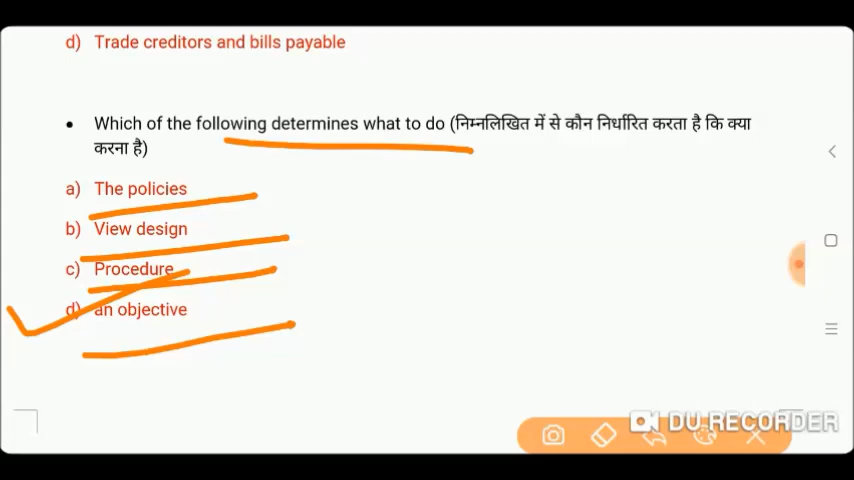 d) Trade creditors and bills payable
• Which of the following determines what to do (निम्नलिखित में से कौन निर्धारित करता है कि क्या
करना है)
a) The policies
b) View design
c) Procedure
d) an objective
DU RECORDER